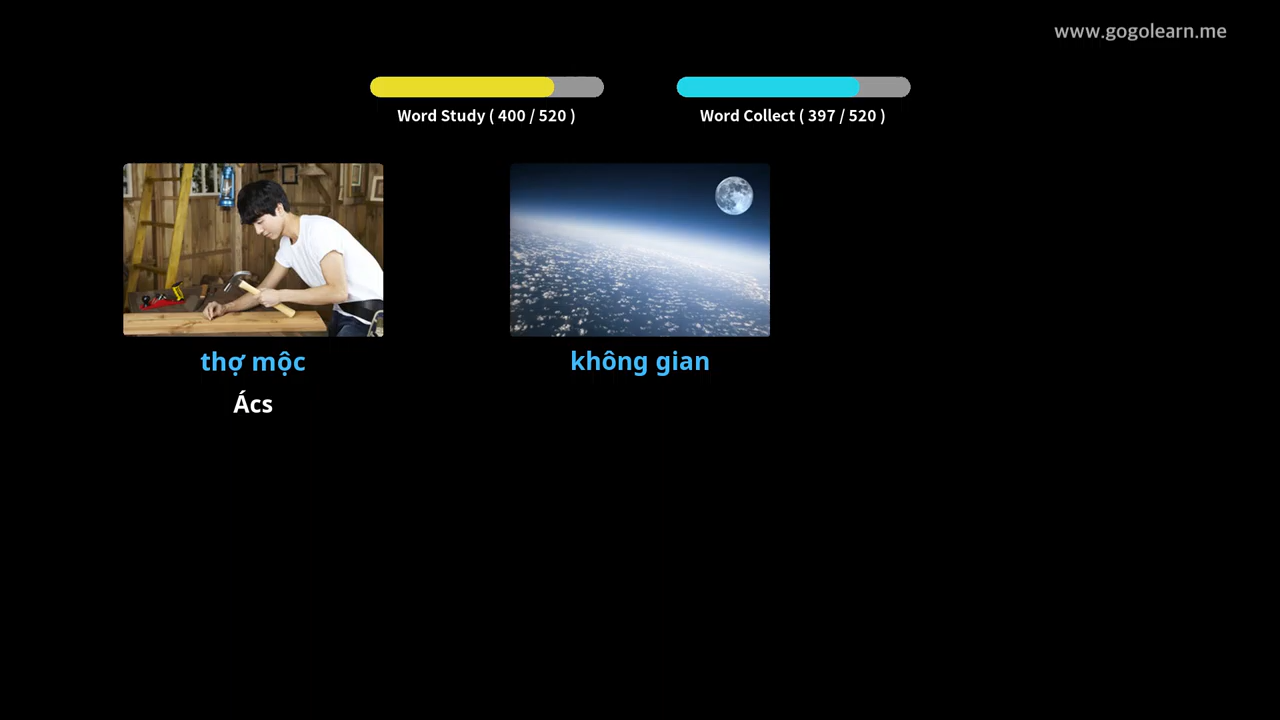 www.gogolearn.me
Word Study ( 400 / 520 )
Word Collect ( 397 / 520 )
thợ mộc
không gian
Ács